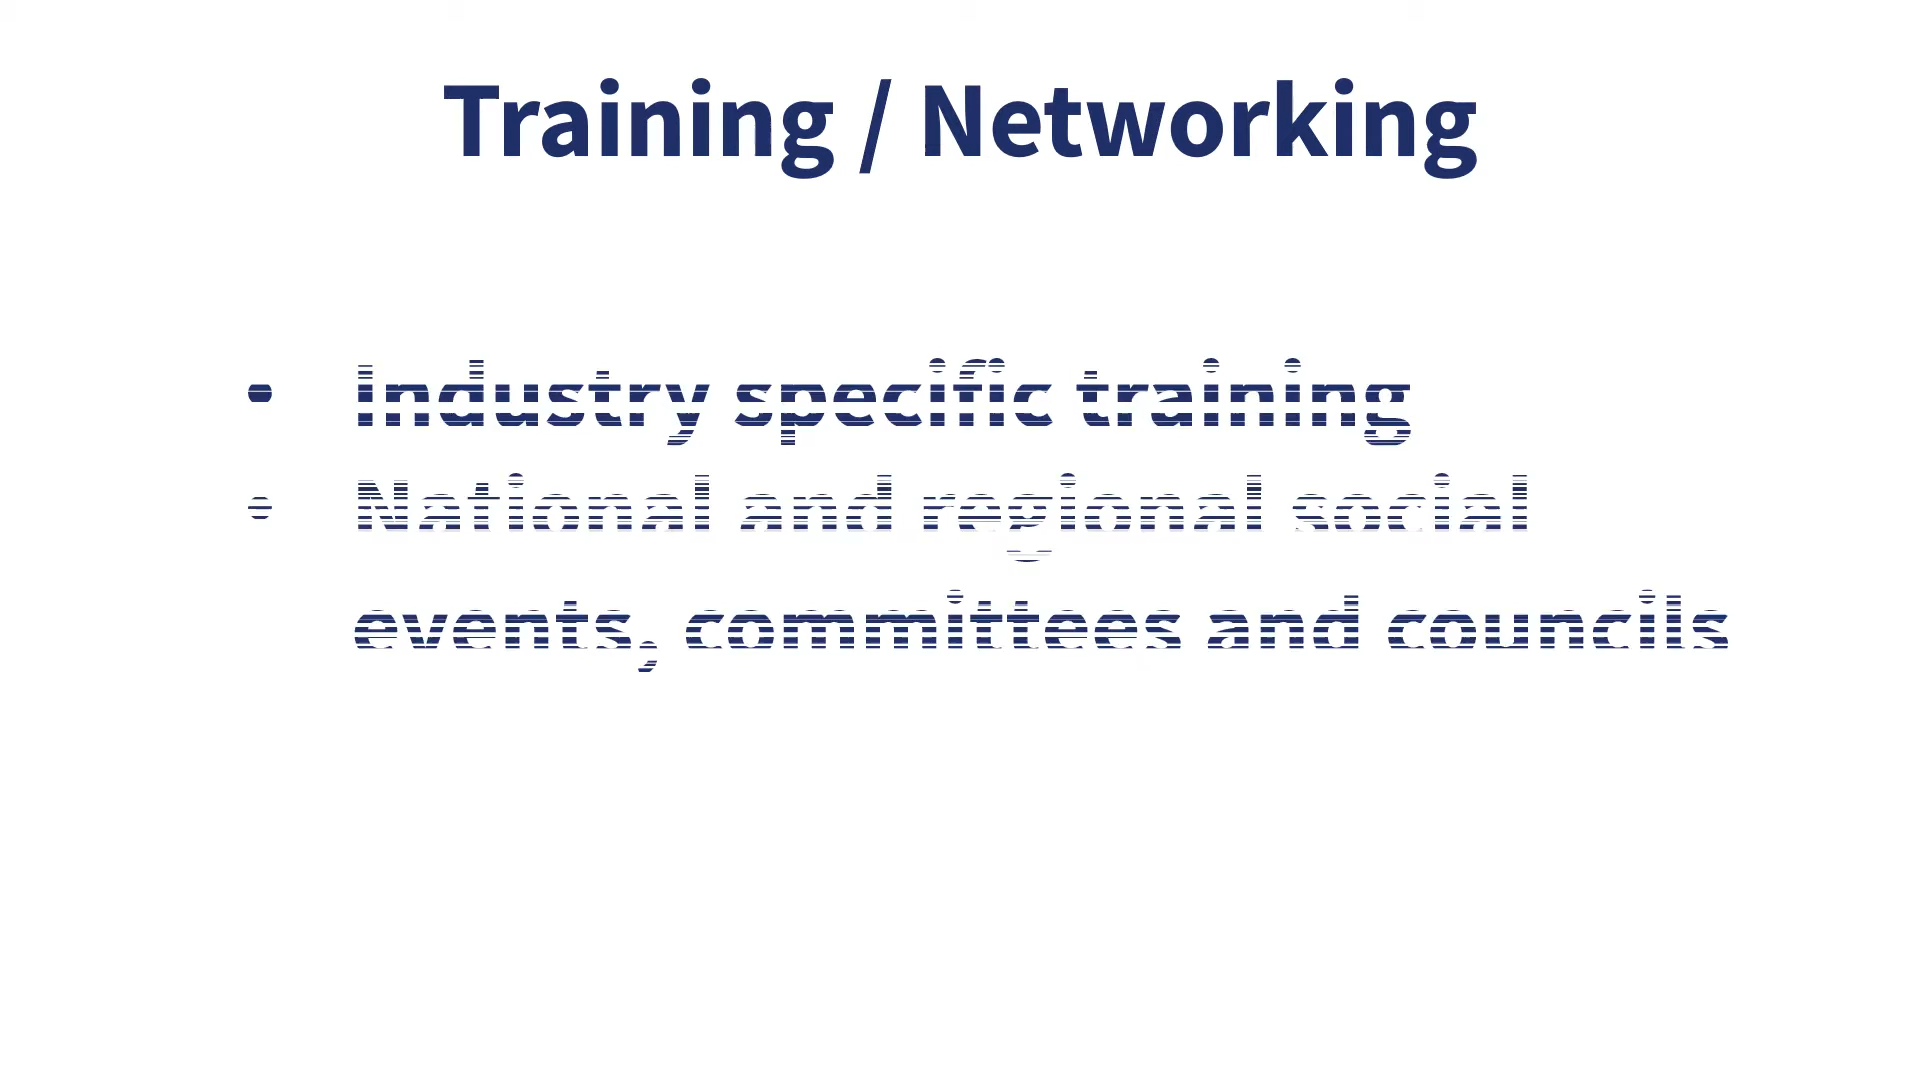 Training / Networking
• Industry specific training
• National and regional social
events, committees and councils